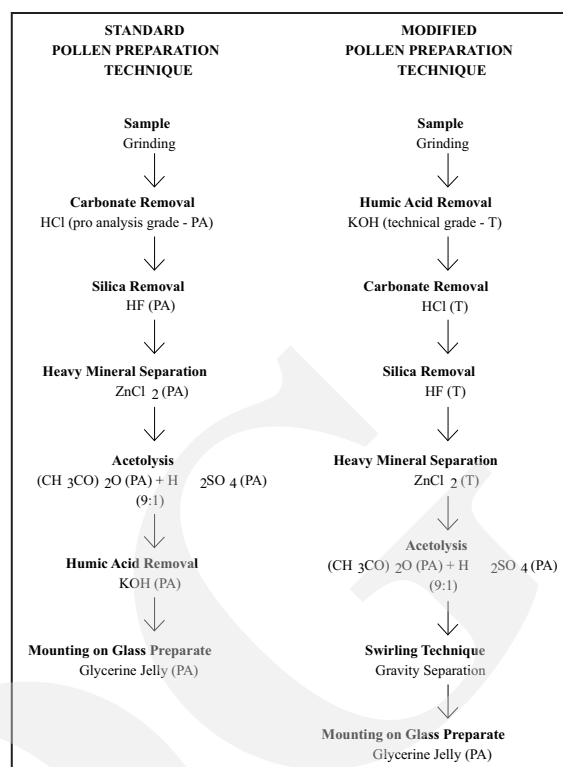 STANDARD
POLLEN PREPARATION
TECHNIQUE
Sample
Grinding
Carbonate Removal
HCl (pro analysis grade - PA)
Silica Removal
HF (PA)
Heavy Mineral Separation
ZnCl 2 (PA)
Acetolysis
(CH 3CO) 2O (PA) + H 2SO 4 (PA)
(9:1)
Humic Acid Removal
KOH (PA)
Mounting on Glass Preparate
Glycerine Jelly (PA)
MODIFIED
POLLEN PREPARATION
TECHNIQUE
Sample
Grinding
Humic Acid Removal
KOH (technical grade - T)
Carbonate Removal
HCl (T)
Silica Removal
HF (T)
Heavy Mineral Separation
ZnCl 2 (T)
Acetolysis
(CH 3CO) 2O (PA) + H 2SO 4 (PA)
(9:1)
Swirling Technique
Gravity Separation
Mounting on Glass Preparate
Glycerine Jelly (PA)